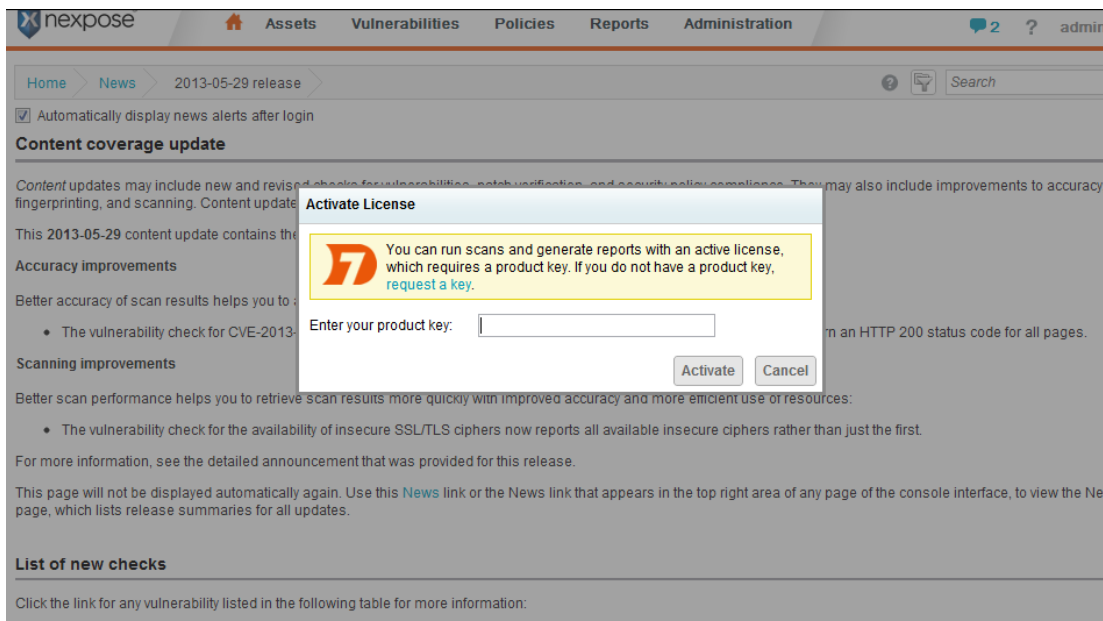 nexpose
Assets Vulnerabilities Policies Reports Administration 2 ? admin
Home News 2013-05-29 release ? Search
Automatically display news alerts after login
Content coverage update
Content updates may include new and revised checks for vulnerabilities, patch verification, and security policy compliance. They may also include improvements to accuracy
fingerprinting, and scanning. Content update
Activate License
This 2013-05-29 content update contains the
You can run scans and generate reports with an active license,
which requires a product key. If you do not have a product key,
request a key.
Accuracy improvements
Better accuracy of scan results helps you to
Enter your product key:
• The vulnerability check for CVE-2013-
n an HTTP 200 status code for all pages.
Scanning improvements
Activate Cancel
Better scan performance helps you to retrieve scan results more quickly with improved accuracy and more efficient use of resources:
• The vulnerability check for the availability of insecure SSL/TLS ciphers now reports all available insecure ciphers rather than just the first.
For more information, see the detailed announcement that was provided for this release.
This page will not be displayed automatically again. Use this News link or the News link that appears in the top right area of any page of the console interface, to view the Ne
page, which lists release summaries for all updates.
List of new checks
Click the link for any vulnerability listed in the following table for more information: